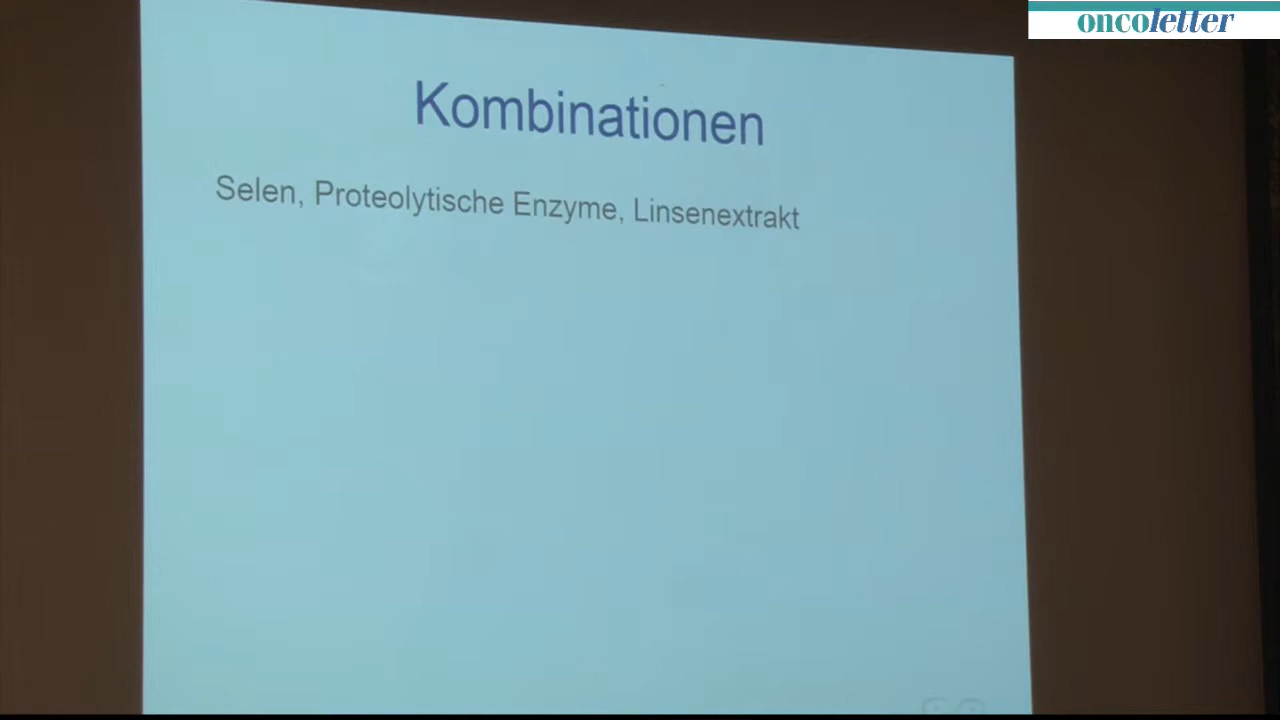 oncoletter
Kombinationen
Selen, Proteolytische Enzyme, Linsenextrakt